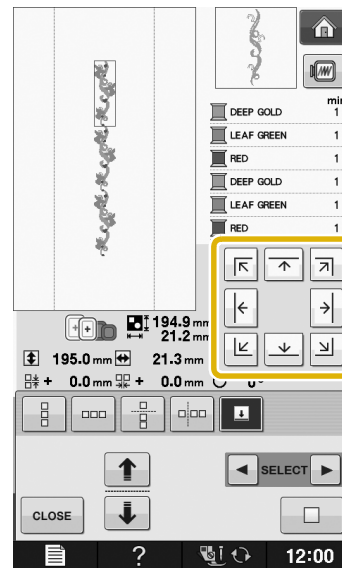 min
DEEP GOLD 1
LEAF GREEN 1
RED 1
DEEP GOLD 1
LEAF GREEN 1
RED 1
194.9 mm
21.2 mm
195.0 mm 21.3 mm
+ 0.0 mm + 0.0 mm 0°
SELECT
CLOSE
? 12:00